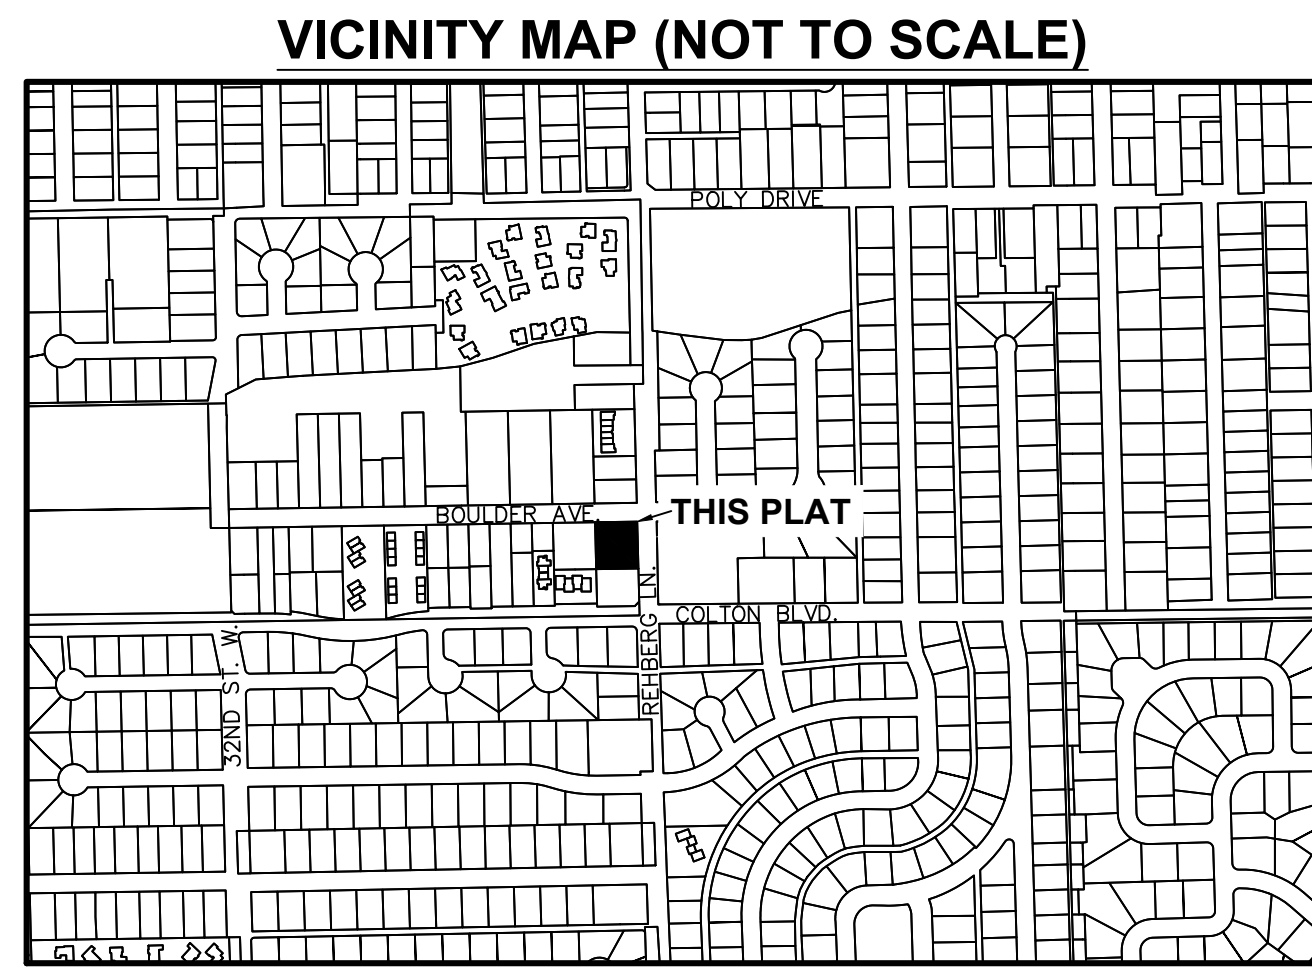 VICINITY MAP (NOT TO SCALE)
POLY DRIVE
BOULDER AVE.
THIS PLAT
REHBERG LN.
COLTON BLVD.
32ND ST. W.